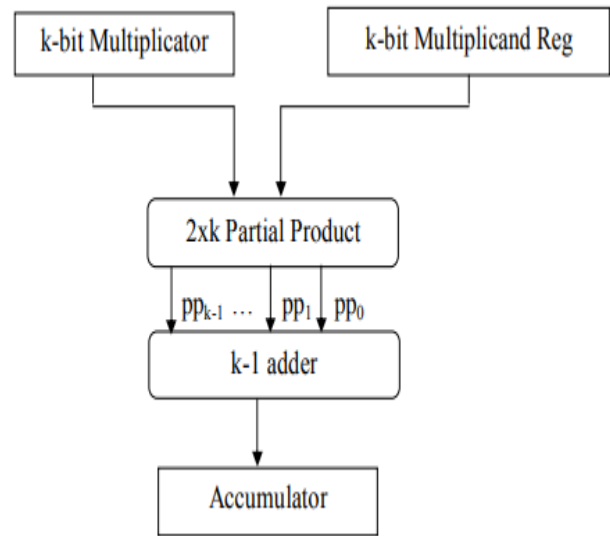 k-bit Multiplicator
k-bit Multiplicand Reg
2xk Partial Product
ppₖ₋₁ … pp₁ pp₀
k-1 adder
Accumulator